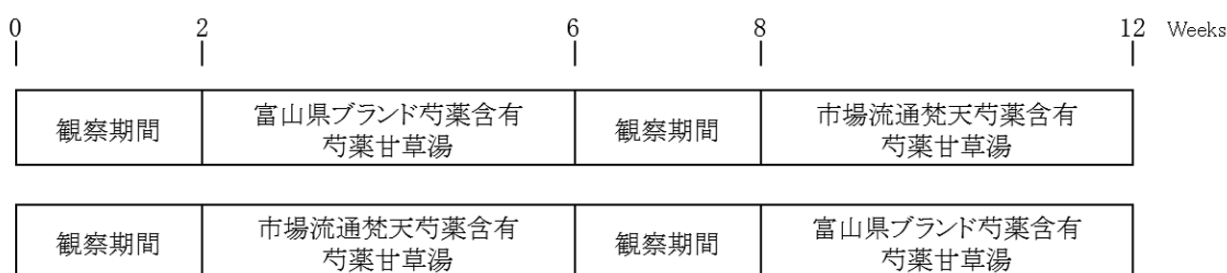 0 2 6 8 12 Weeks
観察期間 富山県ブランド芍薬含有 観察期間 市場流通梵天芍薬含有
芍薬甘草湯 芍薬甘草湯
観察期間 市場流通梵天芍薬含有 観察期間 富山県ブランド芍薬含有
芍薬甘草湯 芍薬甘草湯